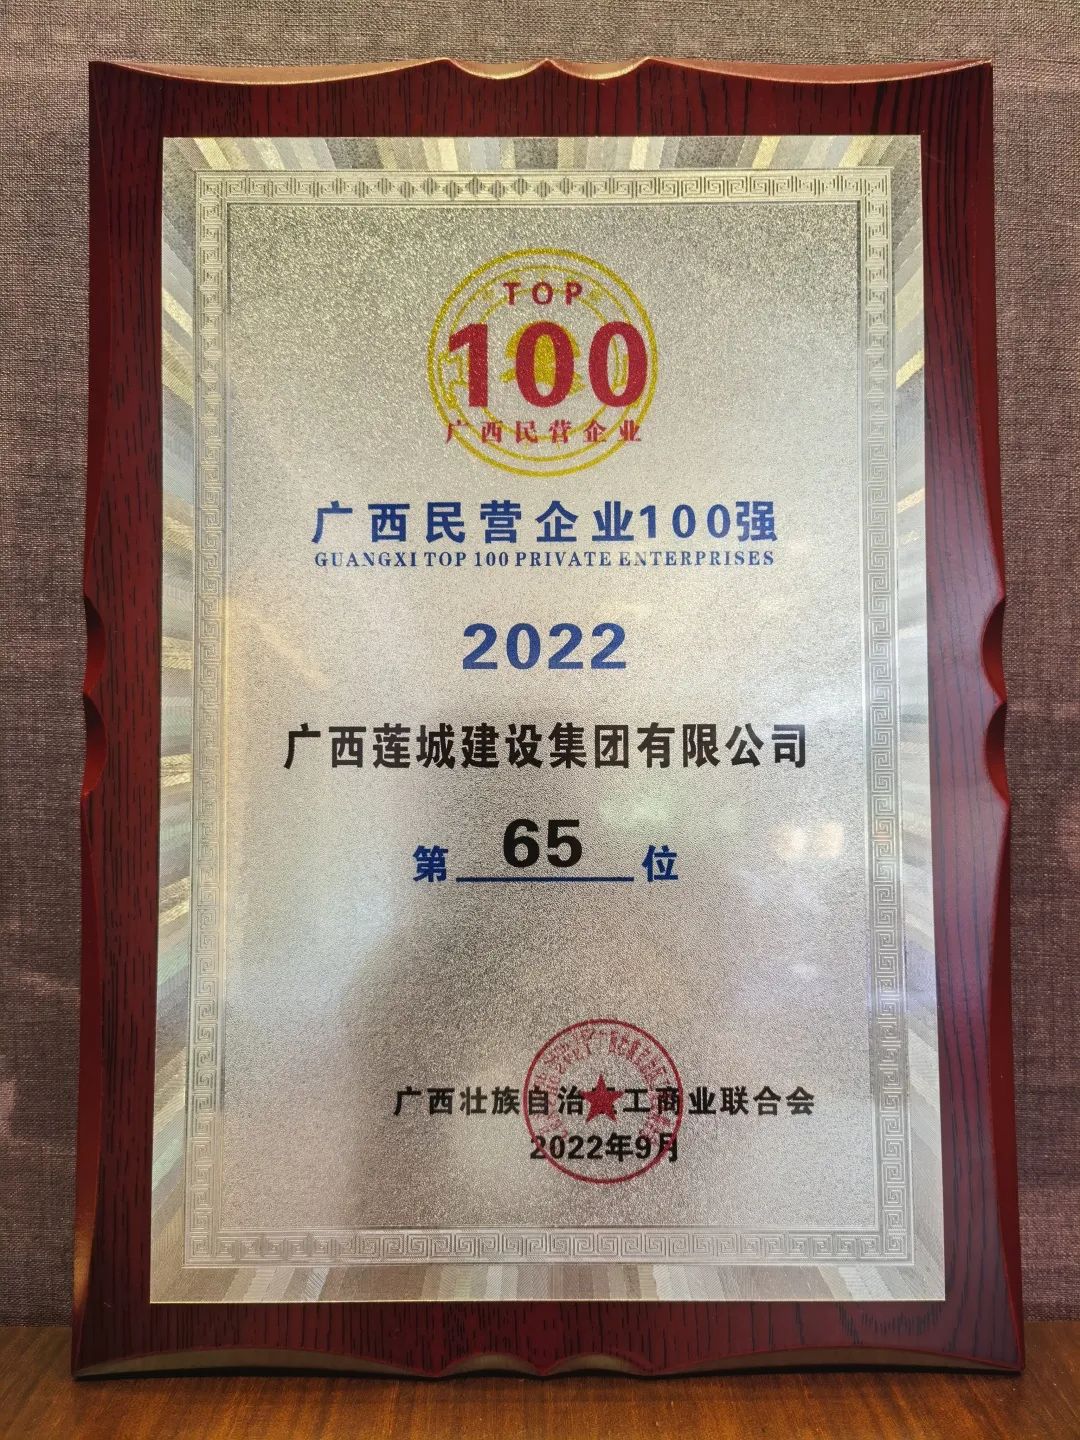 TOP
100
广西民营企业
广西民营企业100强
GUANGXI TOP 100 PRIVATE ENTERPRISES
2022
广西莲城建设集团有限公司
第 65 位
广西壮族自治区工商业联合会
2022年9月